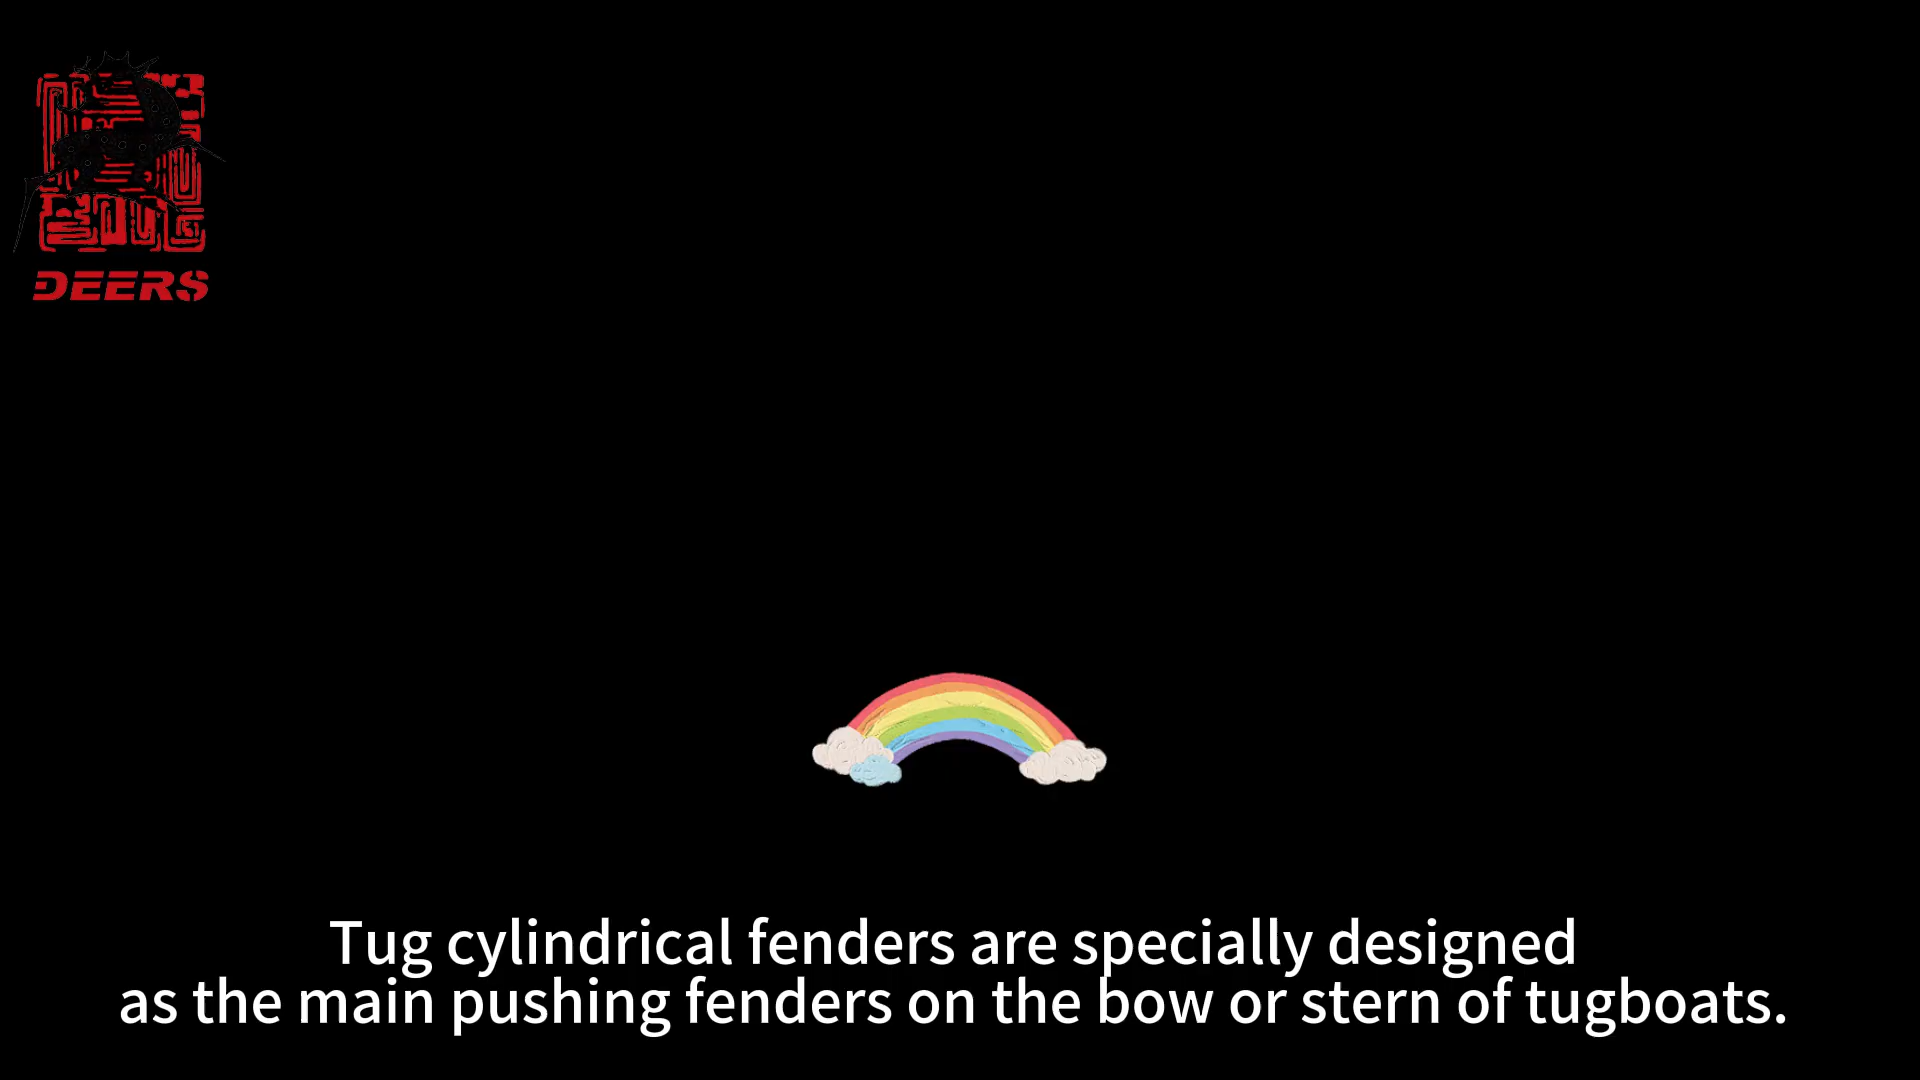 DEERS
Tug cylindrical fenders are specially designed
as the main pushing fenders on the bow or stern of tugboats.